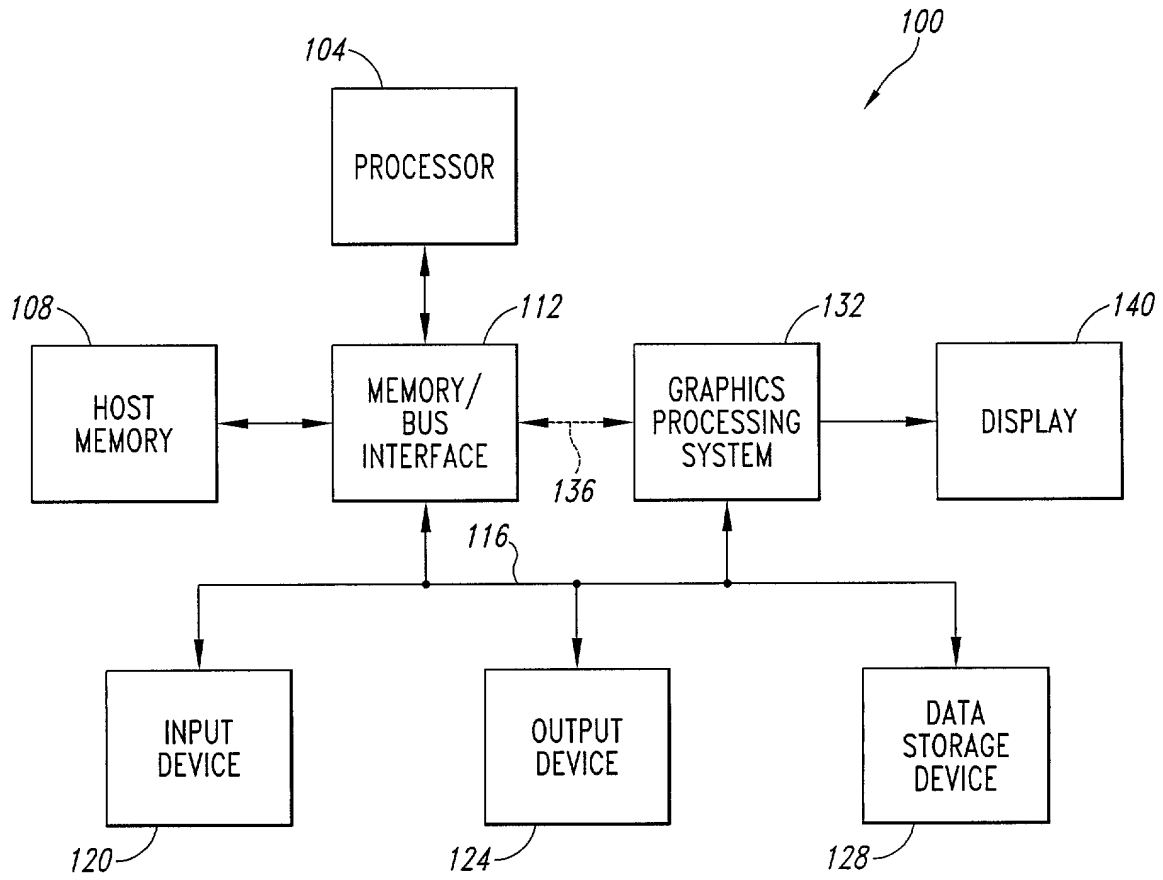 100
104
PROCESSOR
108
112
132
140
HOST
MEMORY
MEMORY/
BUS
INTERFACE
136
GRAPHICS
PROCESSING
SYSTEM
DISPLAY
116
INPUT
DEVICE
OUTPUT
DEVICE
DATA
STORAGE
DEVICE
120
124
128